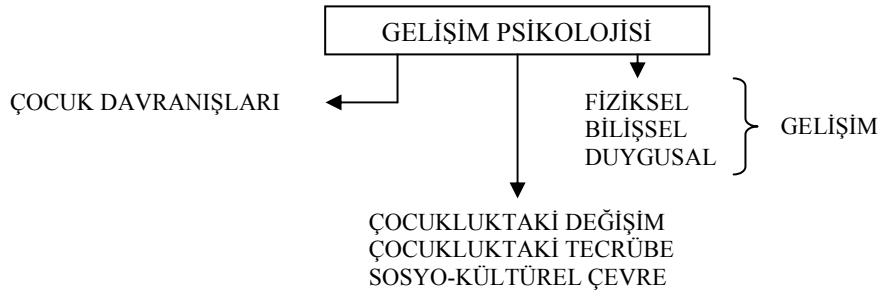 GELİŞİM PSİKOLOJİSİ
ÇOCUK DAVRANIŞLARI
FİZİKSEL
BİLİŞSEL
DUYGUSAL
GELİŞİM
ÇOCUKLUKTAKİ DEĞİŞİM
ÇOCUKLUKTAKİ TECRÜBE
SOSYO-KÜLTÜREL ÇEVRE